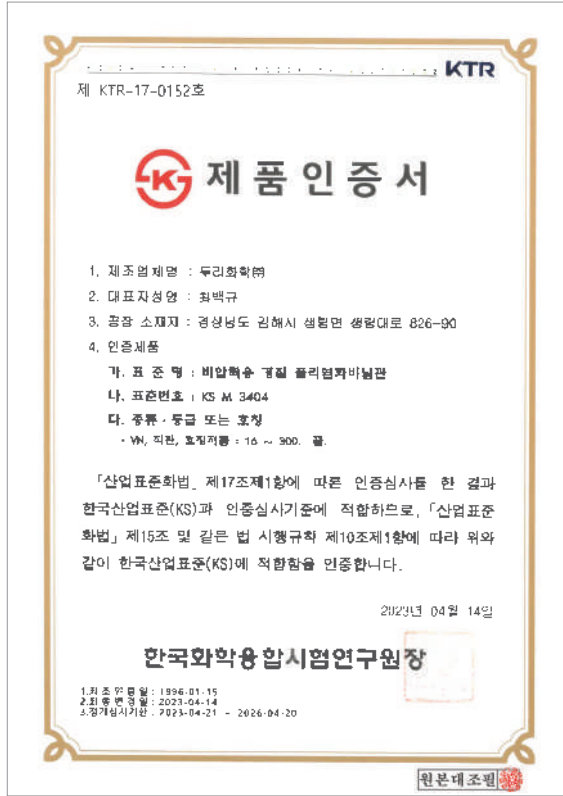 KTR
제 KTR-17-0152호
제품인증서
1. 제조업체명 : 두리화학㈜
2. 대표자성명 : 최백규
3. 공장 소재지 : 경상남도 김해시 생림면 생림대로 826-90
4. 인증제품
가. 표 준 명 : 비압력용 경질 폴리염화비닐관
나. 표준번호 : KS M 3404
다. 종류·등급 또는 호칭
- VN, 직관, 호칭지름 : 16 ~ 300. 끝.
「산업표준화법」 제17조제1항에 따른 인증심사를 한 결과
한국산업표준(KS)과 인증심사기준에 적합하므로, 「산업표준
화법」 제15조 및 같은 법 시행규칙 제10조제1항에 따라 위와
같이 한국산업표준(KS)에 적합함을 인증합니다.
2023년 04월 14일
한국화학융합시험연구원장
1.최초인증일 : 1996-01-15
2.최종변경일 : 2023-04-14
3.정기심사기한 : 2023-04-21 ~ 2026-04-20
원본대조필